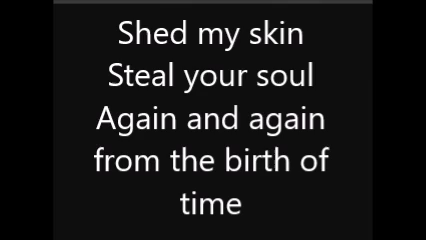 Shed my skin
Steal your soul
Again and again
from the birth of
time